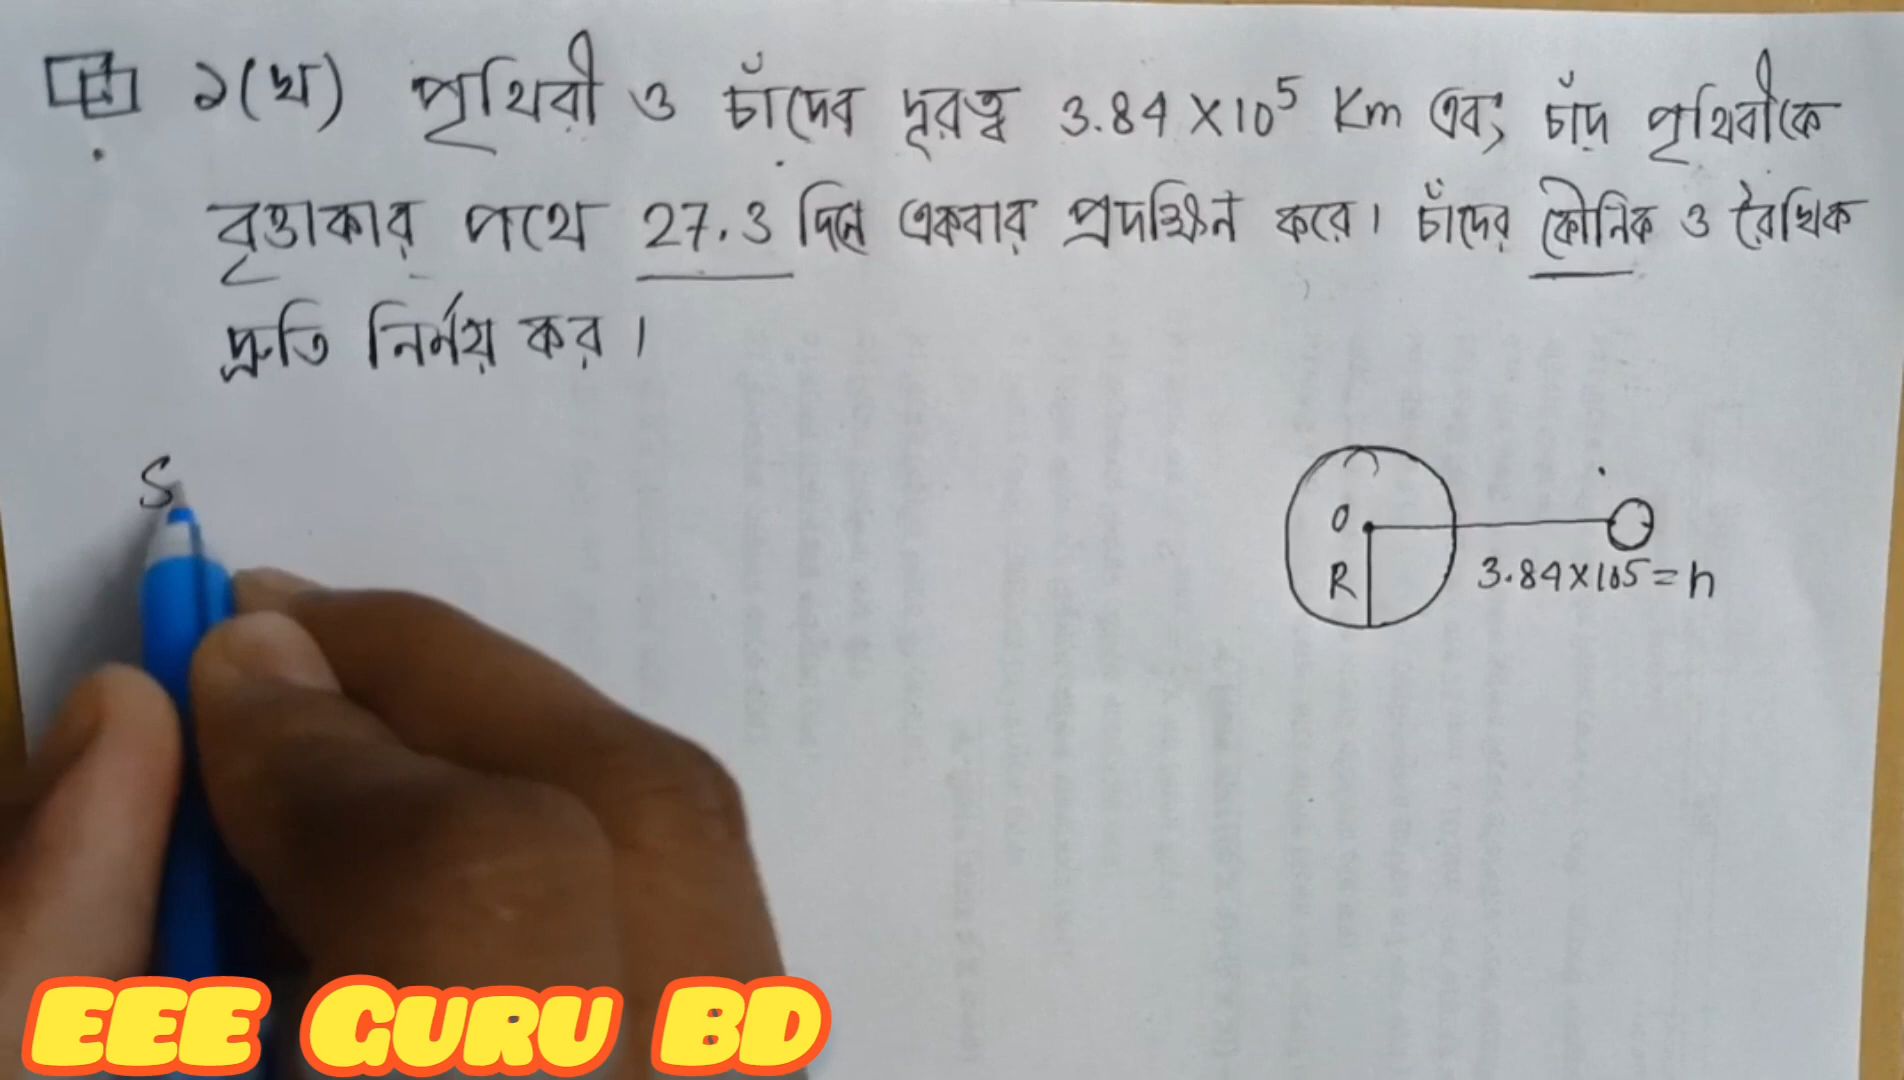 ১(খ) পৃথিবী ও চাঁদের দূরত্ব 3.84×10⁵ Km এবং চাঁদ পৃথিবীকে
বৃত্তাকার পথে 27.3 দিনে একবার প্রদক্ষিন করে। চাঁদের কৌনিক ও রৈখিক
দ্রুতি নির্নয় কর।
S
O
R
3.84×105=h
EEE GURU BD